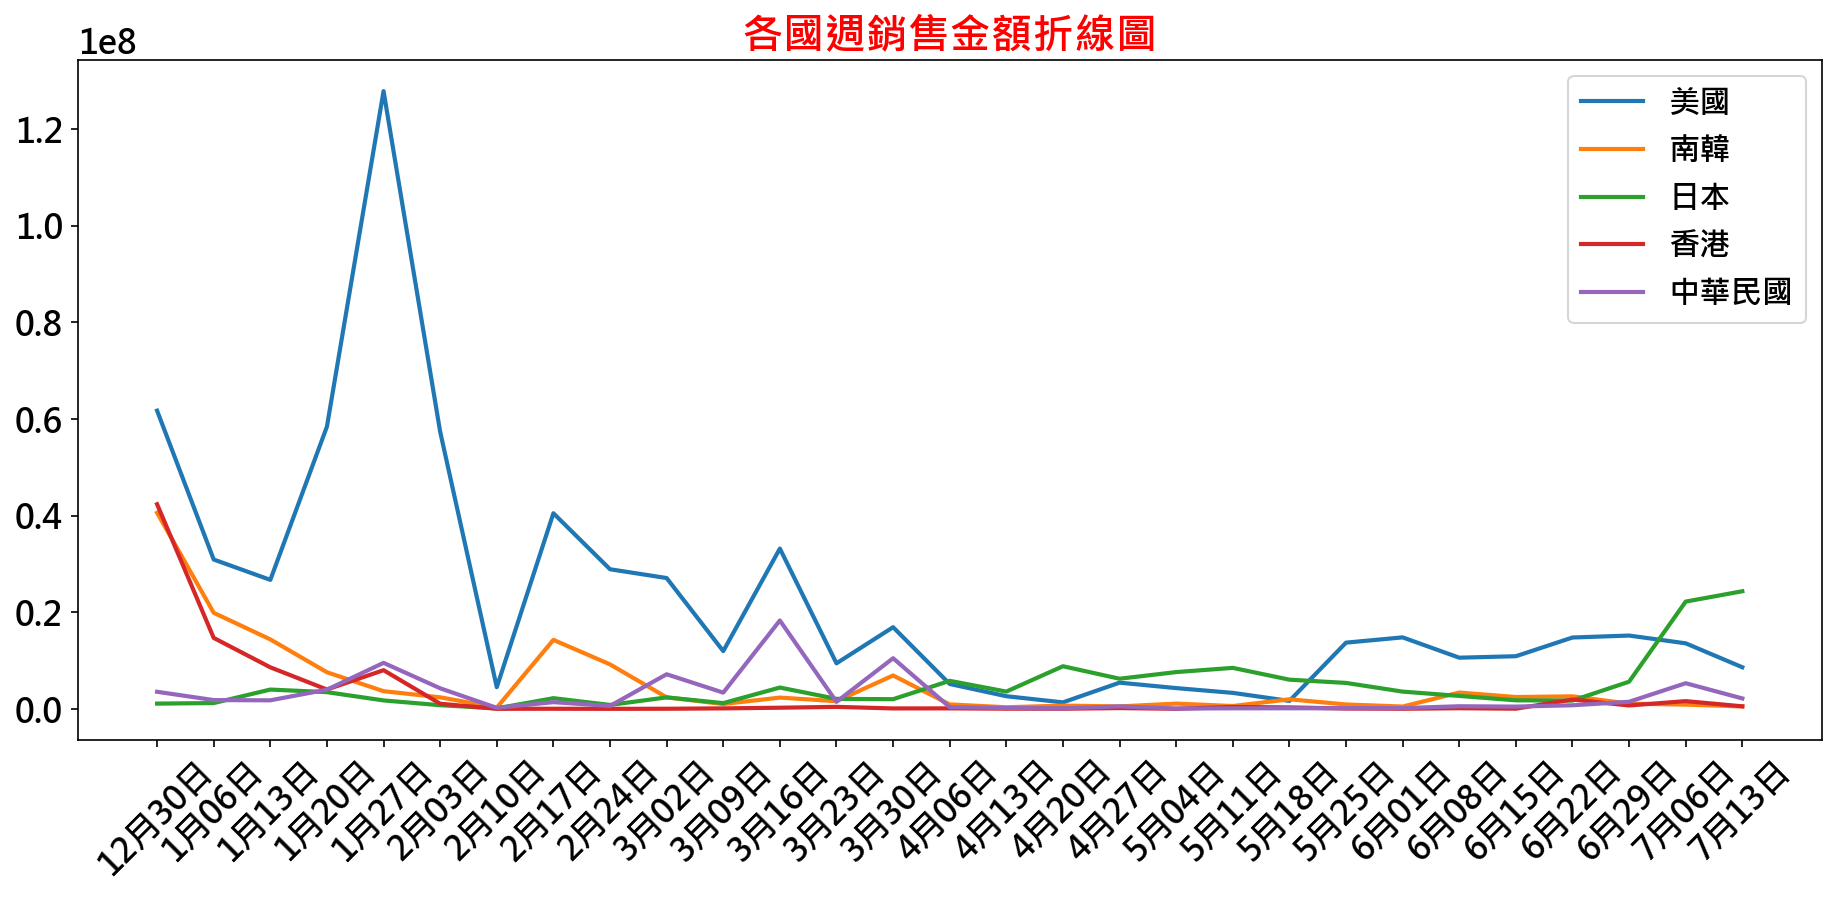 各國週銷售金額折線圖
1e8
1.2
1.0
0.8
0.6
0.4
0.2
0.0
美國
南韓
日本
香港
中華民國
12月30日
1月06日
1月13日
1月20日
1月27日
2月03日
2月10日
2月17日
2月24日
3月02日
3月09日
3月16日
3月23日
3月30日
4月06日
4月13日
4月20日
4月27日
5月04日
5月11日
5月18日
5月25日
6月01日
6月08日
6月15日
6月22日
6月29日
7月06日
7月13日